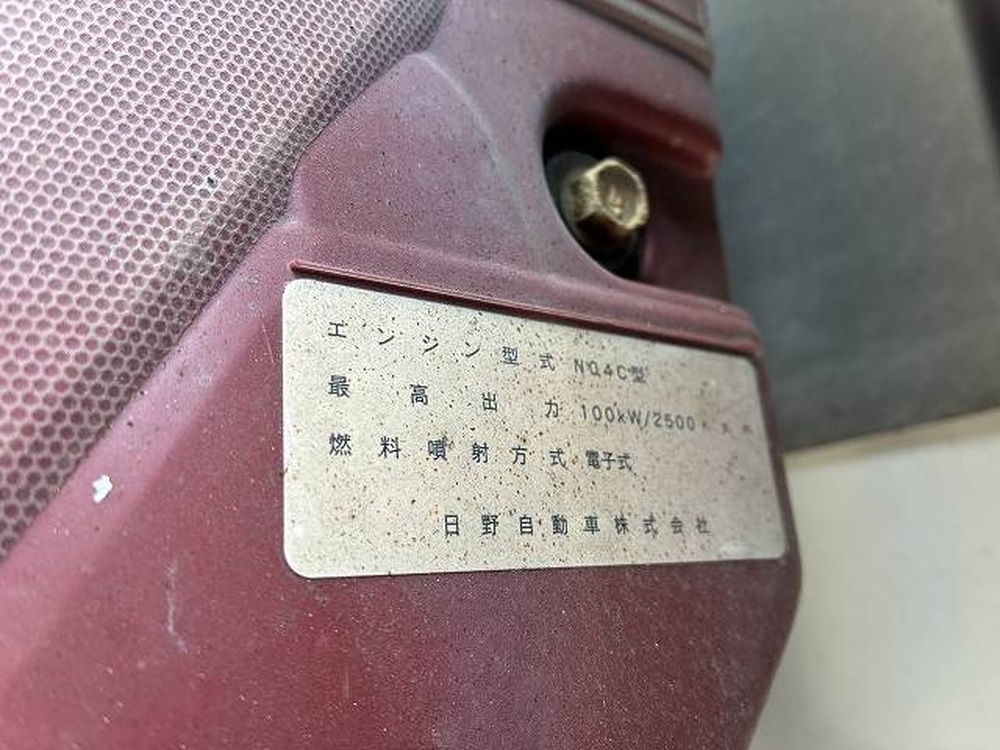 エンジン型式 N04C型
最高出力 100kW/2500
燃料噴射方式 電子式
日野自動車株式会社